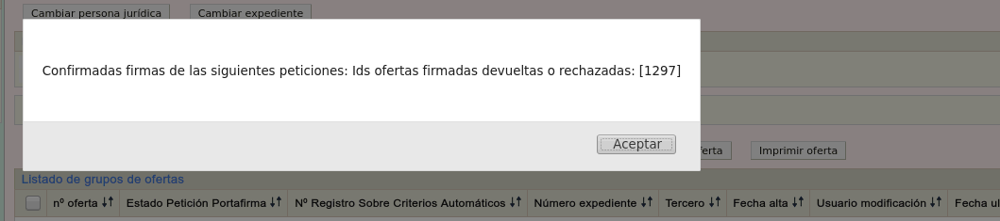 Cambiar persona jurídica
Cambiar expediente
Confirmadas firmas de las siguientes peticiones: Ids ofertas firmadas devueltas o rechazadas: [1297]
Aceptar
ferta
Imprimir oferta
Listado de grupos de ofertas
nº oferta
Estado Petición Portafirma
Nº Registro Sobre Criterios Automáticos
Número expediente
Tercero
Fecha alta
Usuario modificación
Fecha ul